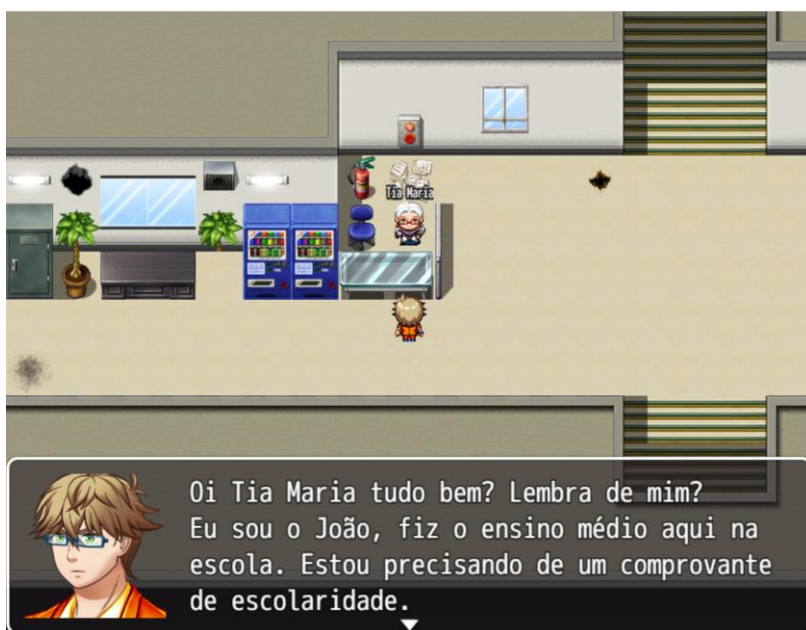 Tia Maria
Oi Tia Maria tudo bem? Lembra de mim?
Eu sou o João, fiz o ensino médio aqui na
escola. Estou precisando de um comprovante
de escolaridade.